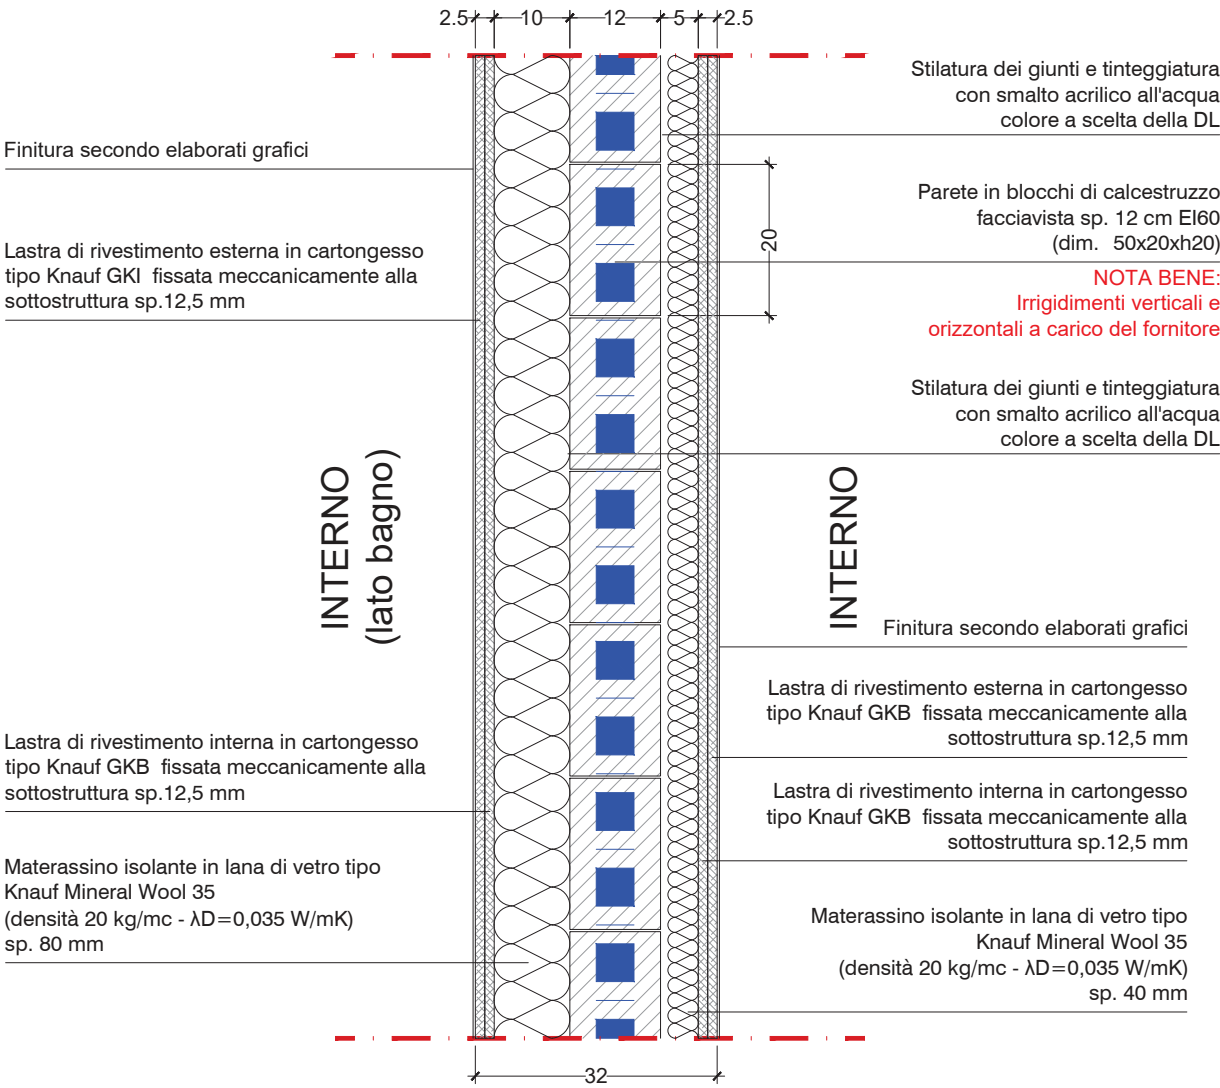 2.5
10
12
5
2.5
Stilatura dei giunti e tinteggiatura
con smalto acrilico all'acqua
colore a scelta della DL
Finitura secondo elaborati grafici
Parete in blocchi di calcestruzzo
facciavista sp. 12 cm EI60
(dim. 50x20xh20)
20
NOTA BENE:
Irrigidimenti verticali e
orizzontali a carico del fornitore
Lastra di rivestimento esterna in cartongesso
tipo Knauf GKI fissata meccanicamente alla
sottostruttura sp.12,5 mm
Stilatura dei giunti e tinteggiatura
con smalto acrilico all'acqua
colore a scelta della DL
INTERNO
(lato bagno)
INTERNO
Finitura secondo elaborati grafici
Lastra di rivestimento esterna in cartongesso
tipo Knauf GKB fissata meccanicamente alla
sottostruttura sp.12,5 mm
Lastra di rivestimento interna in cartongesso
tipo Knauf GKB fissata meccanicamente alla
sottostruttura sp.12,5 mm
Lastra di rivestimento interna in cartongesso
tipo Knauf GKB fissata meccanicamente alla
sottostruttura sp.12,5 mm
Materassino isolante in lana di vetro tipo
Knauf Mineral Wool 35
(densità 20 kg/mc - λD=0,035 W/mK)
sp. 80 mm
Materassino isolante in lana di vetro tipo
Knauf Mineral Wool 35
(densità 20 kg/mc - λD=0,035 W/mK)
sp. 40 mm
32